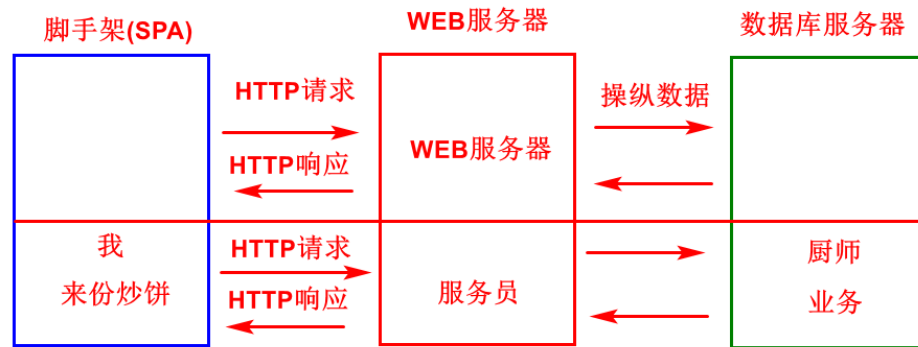 脚手架(SPA)
WEB服务器
数据库服务器
HTTP请求
操纵数据
WEB服务器
HTTP响应
我
HTTP请求
厨师
来份炒饼
HTTP响应
服务员
业务